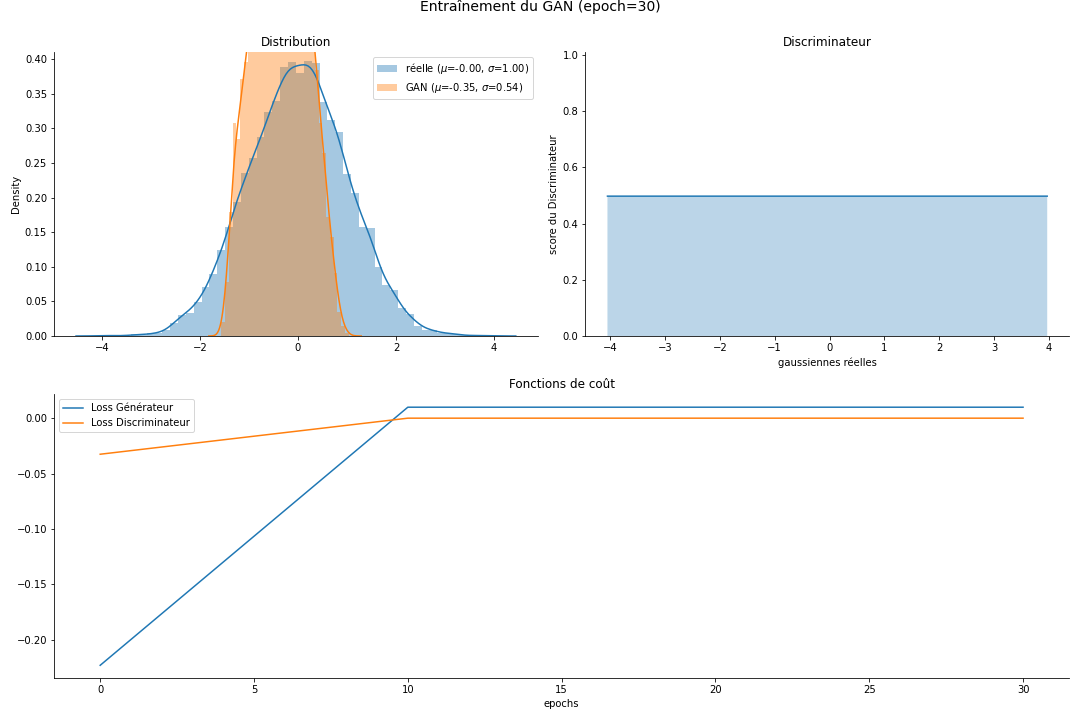 Entraînement du GAN (epoch=30)
Distribution
réelle (μ=-0.00, σ=1.00)
GAN (μ=-0.35, σ=0.54)
Density
0.40
0.35
0.30
0.25
0.20
0.15
0.10
0.05
0.00
−4 −2 0 2 4
Discriminateur
score du Discriminateur
1.0
0.8
0.6
0.4
0.2
0.0
−4 −3 −2 −1 0 1 2 3 4
gaussiennes réelles
Fonctions de coût
Loss Générateur
Loss Discriminateur
0.00
−0.05
−0.10
−0.15
−0.20
0 5 10 15 20 25 30
epochs